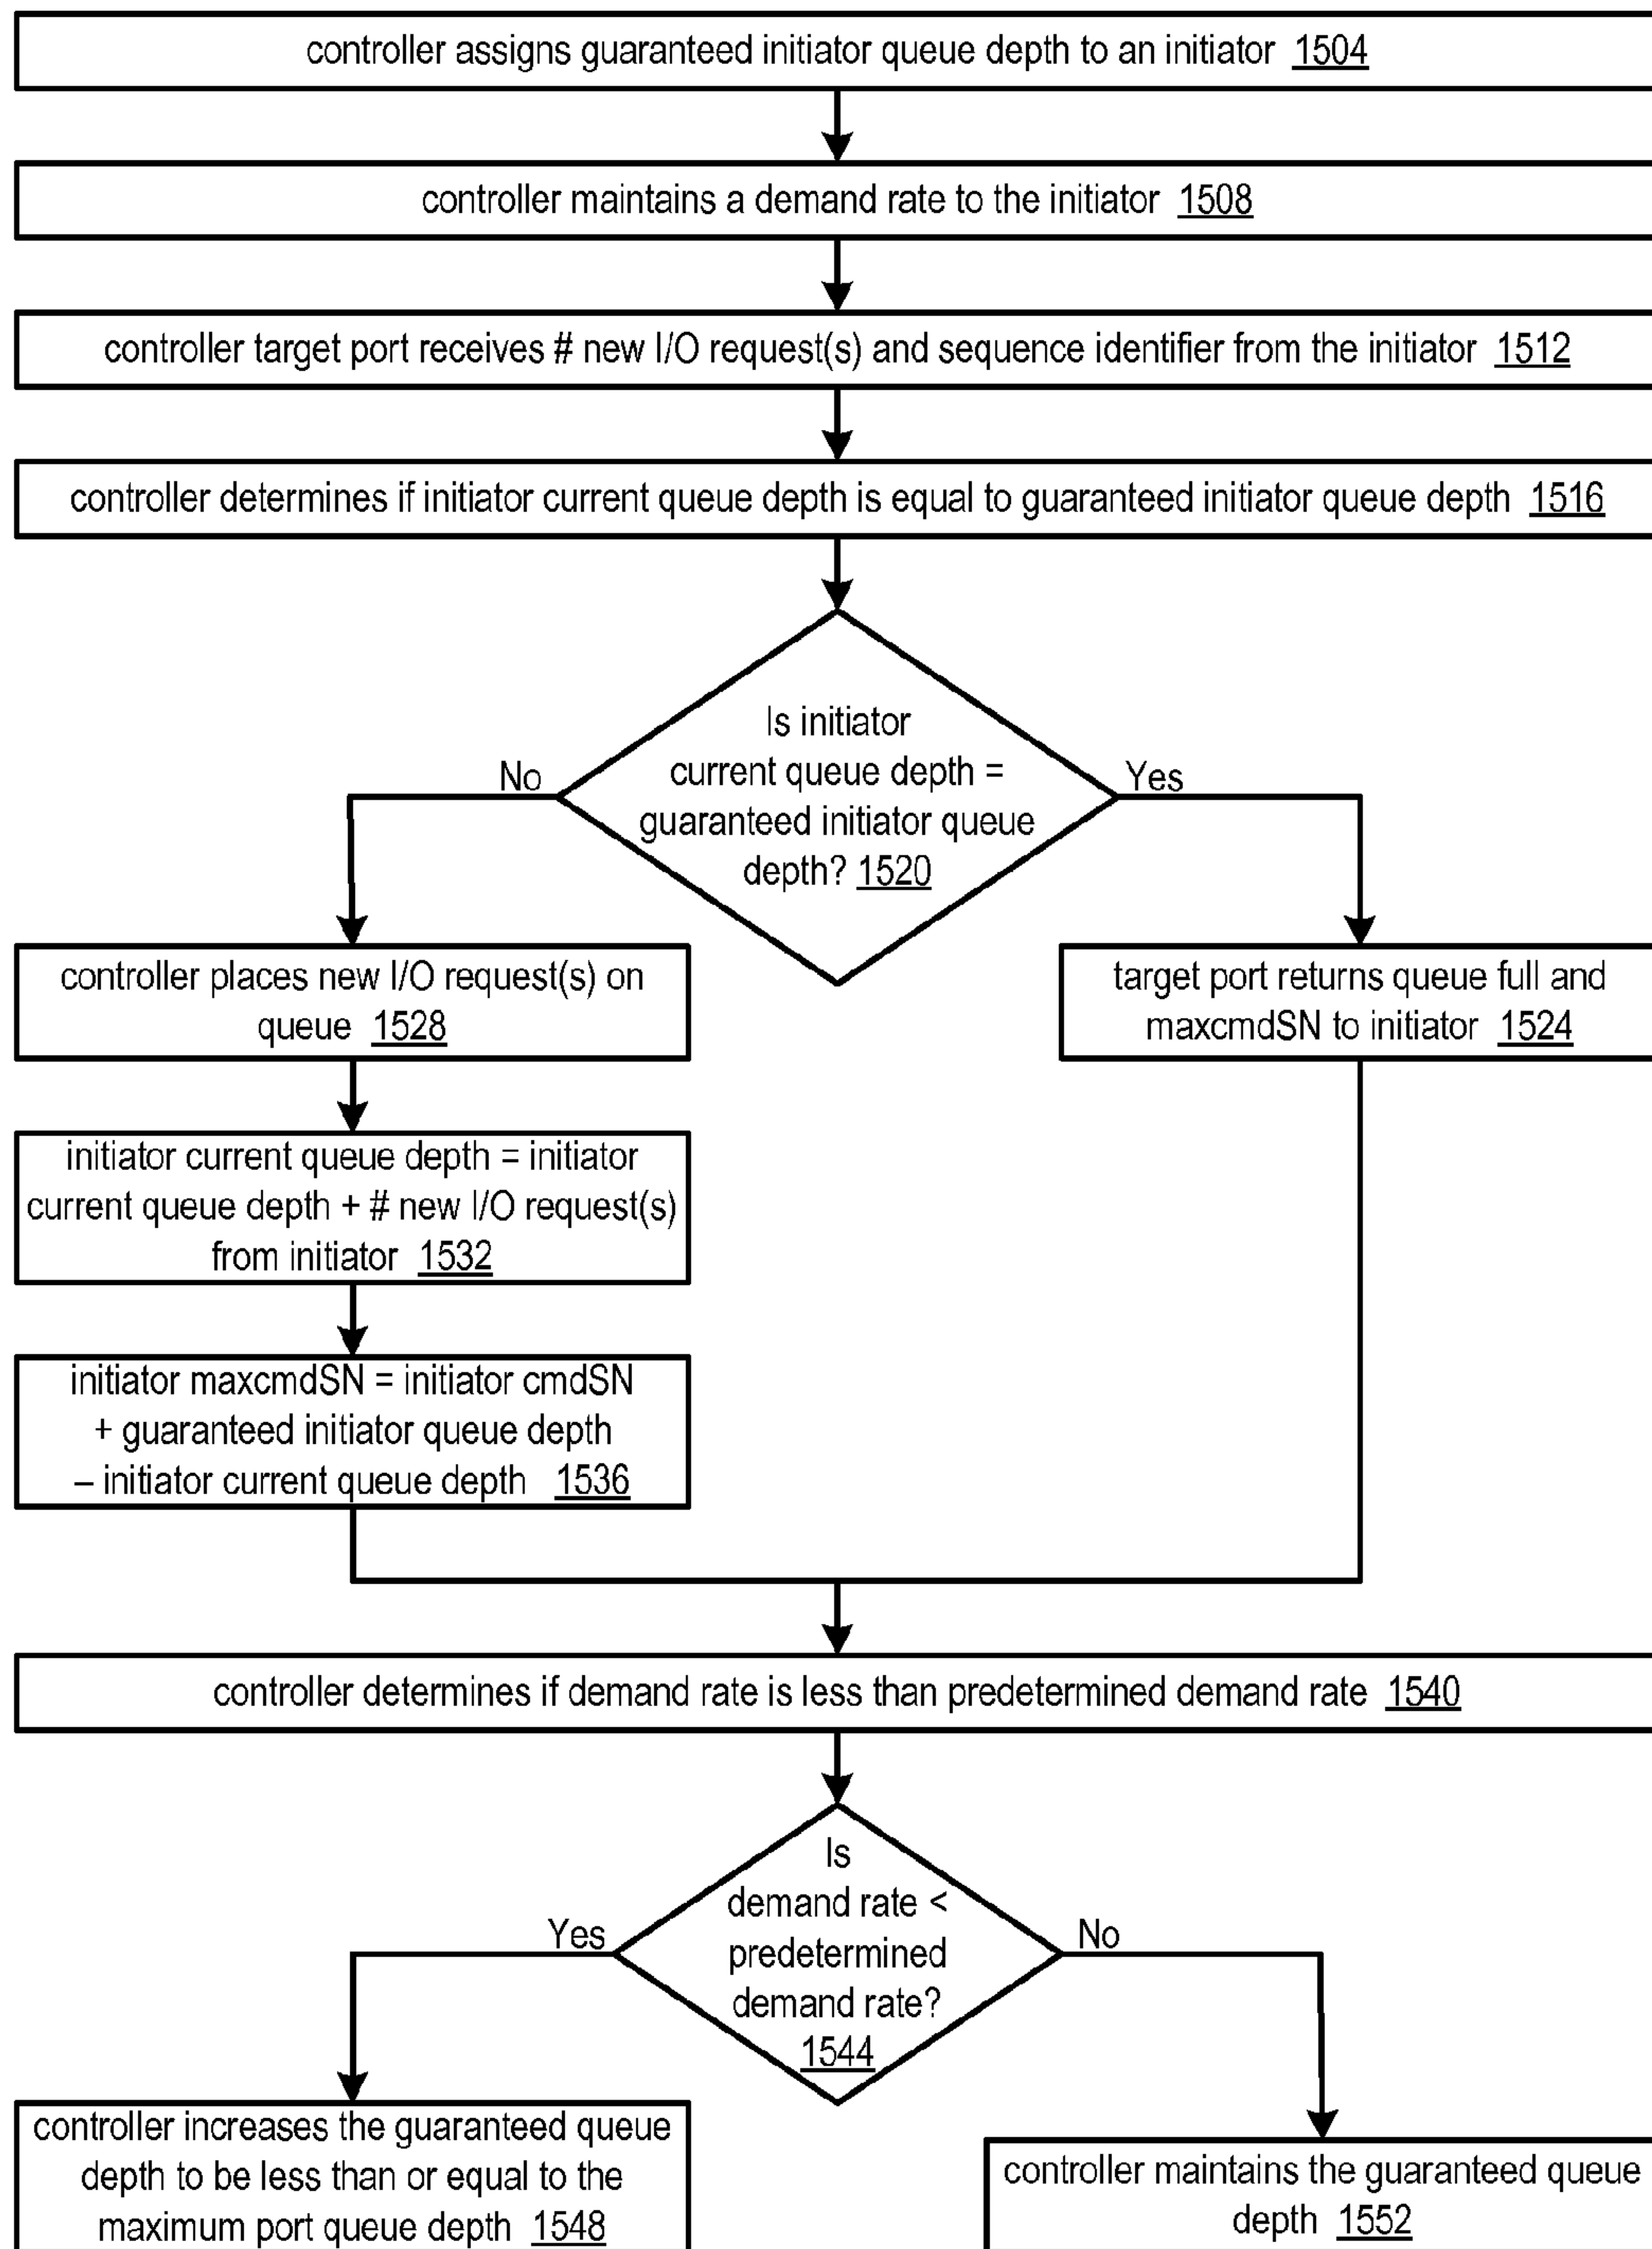 controller assigns guaranteed initiator queue depth to an initiator 1504
controller maintains a demand rate to the initiator 1508
controller target port receives # new I/O request(s) and sequence identifier from the initiator 1512
controller determines if initiator current queue depth is equal to guaranteed initiator queue depth 1516
Is initiator
current queue depth =
guaranteed initiator queue
depth? 1520
No
Yes
controller places new I/O request(s) on
queue 1528
target port returns queue full and
maxcmdSN to initiator 1524
initiator current queue depth = initiator
current queue depth + # new I/O request(s)
from initiator 1532
initiator maxcmdSN = initiator cmdSN
+ guaranteed initiator queue depth
– initiator current queue depth 1536
controller determines if demand rate is less than predetermined demand rate 1540
Is
demand rate <
predetermined
demand rate?
1544
Yes
No
controller increases the guaranteed queue
depth to be less than or equal to the
maximum port queue depth 1548
controller maintains the guaranteed queue
depth 1552